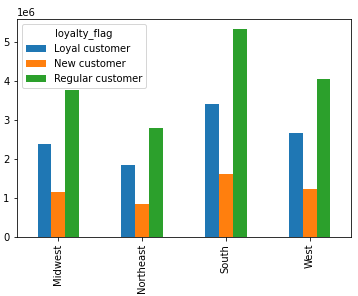 1e6
loyalty_flag
Loyal customer
New customer
Regular customer
5
4
3
2
1
0
Midwest
Northeast
South
West